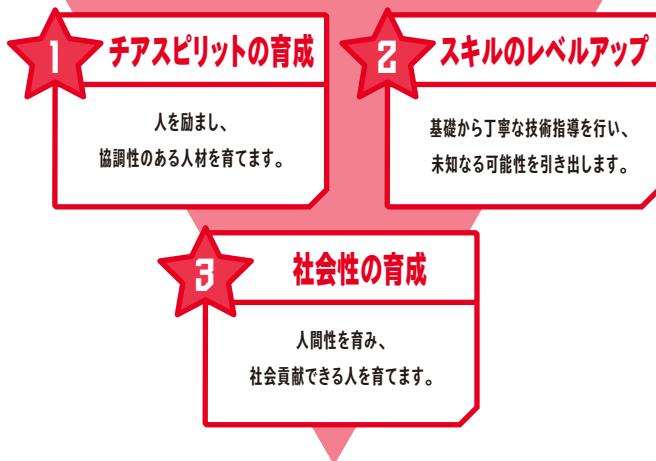 1
チアスピリットの育成
人を励まし、
協調性のある人材を育てます。
2
スキルのレベルアップ
基礎から丁寧な技術指導を行い、
未知なる可能性を引き出します。
3
社会性の育成
人間性を育み、
社会貢献できる人を育てます。